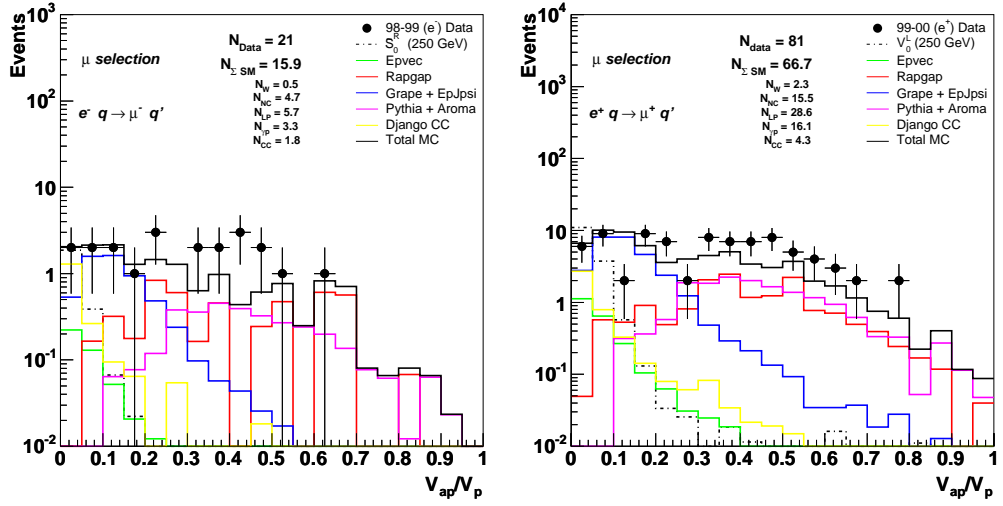 Events
10³
10²
10
1
10⁻¹
10⁻²
μ selection
e⁻ q → μ⁻ q'
N_Data = 21
N_Σ SM = 15.9
N_W = 0.5
N_NC = 4.7
N_LP = 5.7
N_γp = 3.3
N_CC = 1.8
98-99 (e⁻) Data
S₀ᴿ (250 GeV)
Epvec
Rapgap
Grape + EpJpsi
Pythia + Aroma
Django CC
Total MC
0 0.1 0.2 0.3 0.4 0.5 0.6 0.7 0.8 0.9 1
V_ap/V_p
Events
10⁴
10³
10²
10
1
10⁻¹
10⁻²
μ selection
e⁺ q → μ⁺ q'
N_data = 81
N_Σ SM = 66.7
N_W = 2.3
N_NC = 15.5
N_LP = 28.6
N_γp = 16.1
N_CC = 4.3
99-00 (e⁺) Data
V₀ᴸ (250 GeV)
Epvec
Rapgap
Grape + EpJpsi
Pythia + Aroma
Django CC
Total MC
0 0.1 0.2 0.3 0.4 0.5 0.6 0.7 0.8 0.9 1
V_ap/V_p